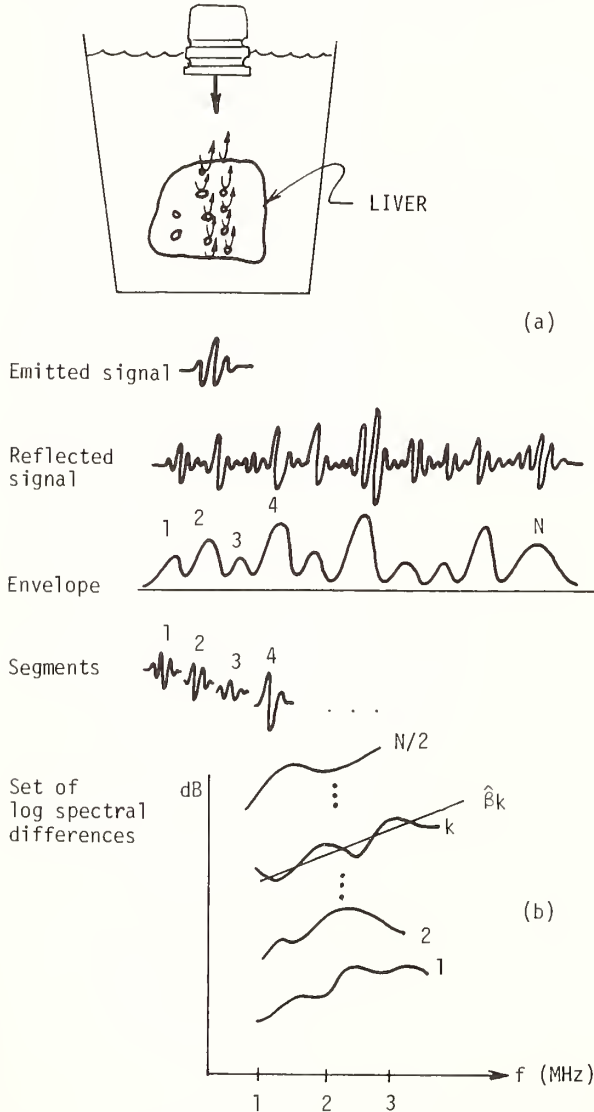 LIVER
(a)
Emitted signal
Reflected
signal
1 2 3 4 N
Envelope
Segments
1 2 3 4
. . . .
Set of
log spectral
differences
dB
N/2
β̂k
k
(b)
2
1
f (MHz)
1 2 3